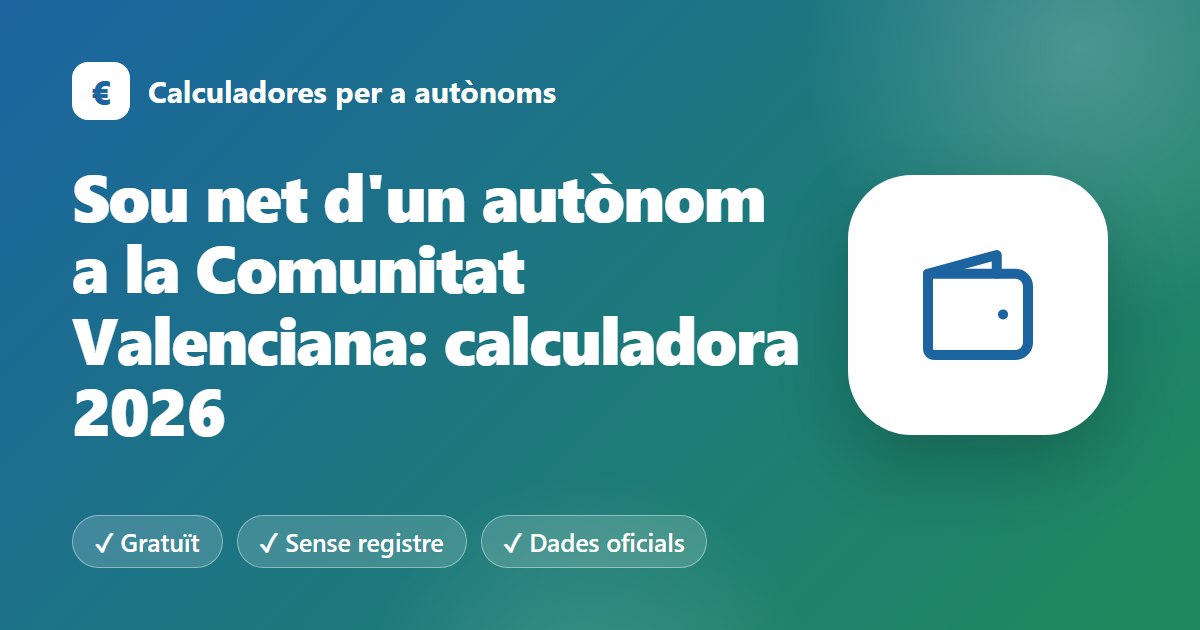 € Calculadores per a autònoms
Sou net d'un autònom
a la Comunitat
Valenciana: calculadora
2026
✓ Gratuït ✓ Sense registre ✓ Dades oficials